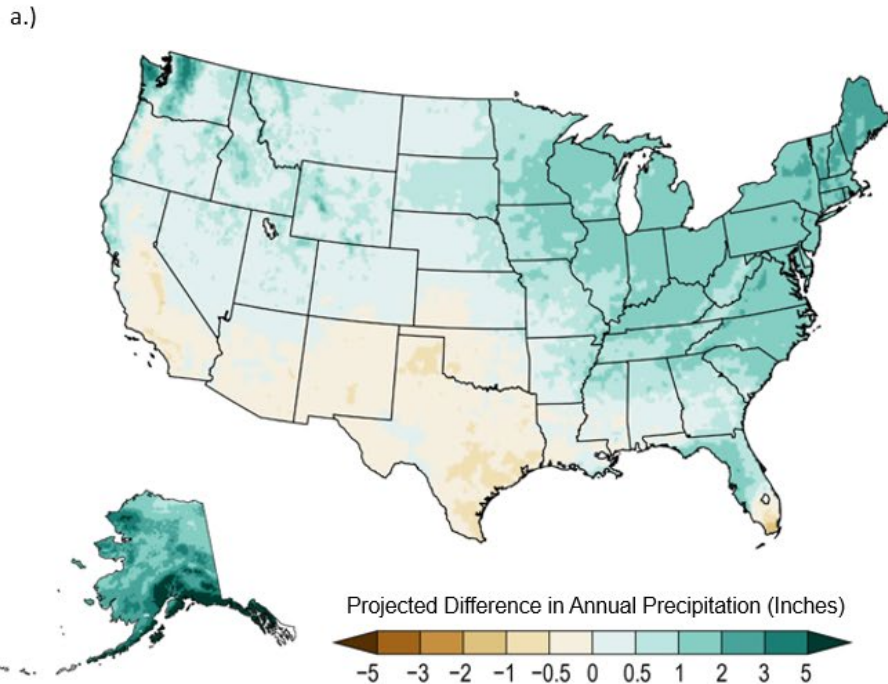 a.)
Projected Difference in Annual Precipitation (Inches)
−5 −3 −2 −1 −0.5 0 0.5 1 2 3 5